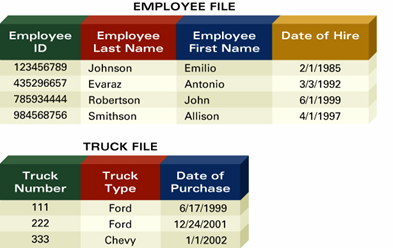 EMPLOYEE FILE
Employee ID Employee Last Name Employee First Name Date of Hire
123456789 Johnson Emilio 2/1/1985
435296657 Evaraz Antonio 3/3/1992
785934444 Robertson John 6/1/1999
984568756 Smithson Allison 4/1/1997
TRUCK FILE
Truck Number Truck Type Date of Purchase
111 Ford 6/17/1999
222 Ford 12/24/2001
333 Chevy 1/1/2002